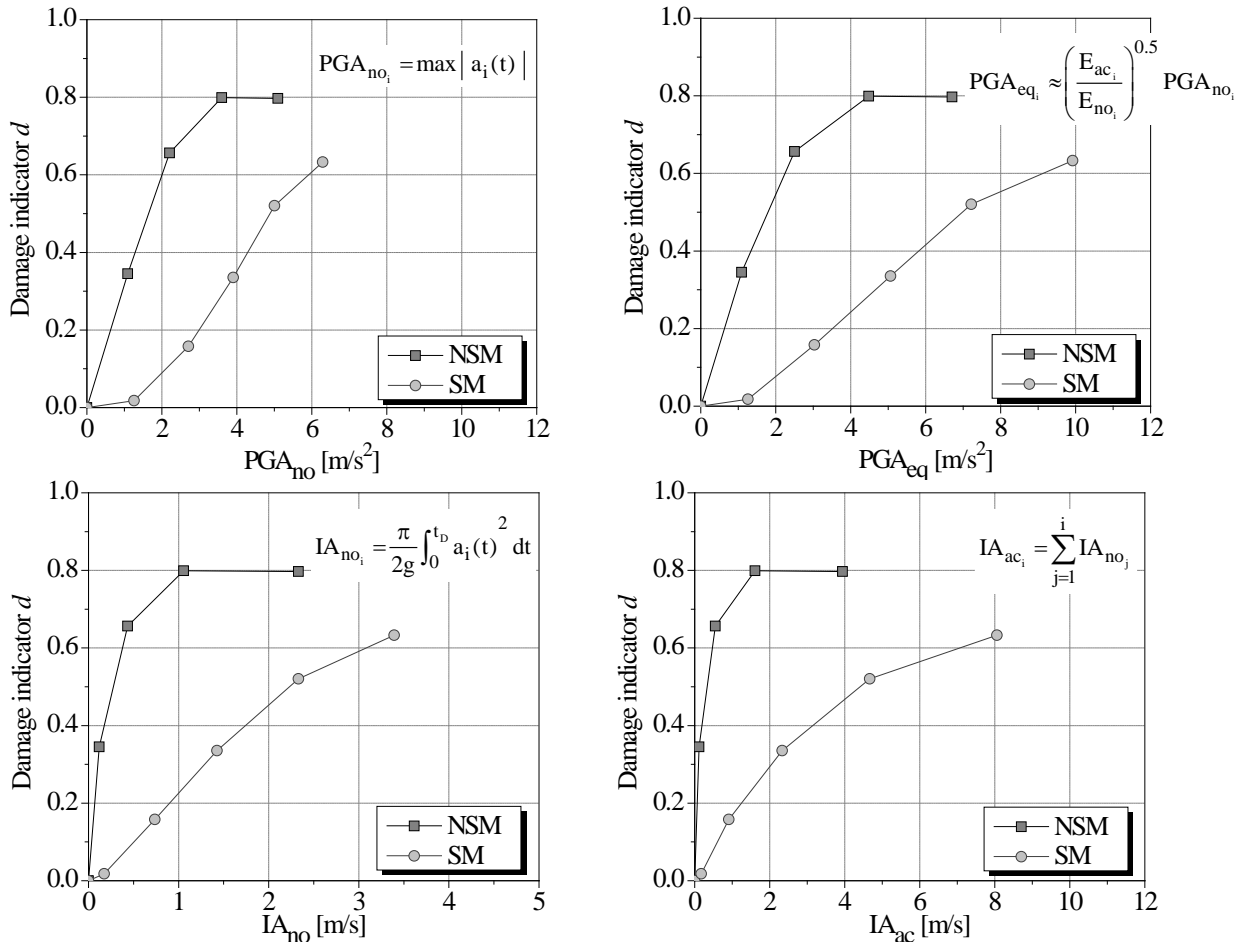 1.0
0.8
0.6
0.4
0.2
0.0
Damage indicator d
PGA_no_i = max | a_i(t) |
NSM
SM
0 2 4 6 8 10 12
PGA_no [m/s²]
1.0
0.8
0.6
0.4
0.2
0.0
Damage indicator d
PGA_eq_i ≈ (E_ac_i / E_no_i)^0.5 PGA_no_i
NSM
SM
0 2 4 6 8 10 12
PGA_eq [m/s²]
1.0
0.8
0.6
0.4
0.2
0.0
Damage indicator d
IA_no_i = π/2g ∫_0^t_D a_i(t)² dt
NSM
SM
0 1 2 3 4 5
IA_no [m/s]
1.0
0.8
0.6
0.4
0.2
0.0
Damage indicator d
IA_ac_i = ∑_j=1^i IA_no_j
NSM
SM
0 2 4 6 8 10 12
IA_ac [m/s]